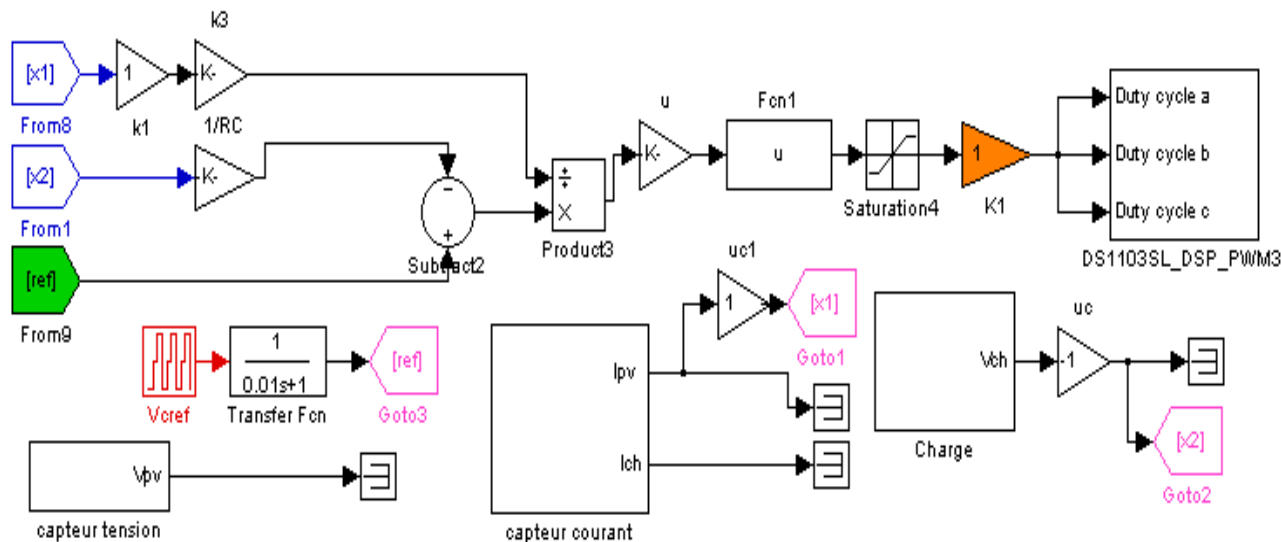 k3
[x1]
1
K-
From8
k1
1/RC
[x2]
K-
From1
[ref]
From9
−
+
Subtract2
÷
X
Product3
u
K-
Fcn1
u
Saturation4
1
K1
Duty cycle a
Duty cycle b
Duty cycle c
DS1103SL_DSP_PWM3
Vcref
1
0.01s+1
Transfer Fcn
[ref]
Goto3
Vpv
capteur tension
uc1
1
[x1]
Goto1
Ipv
Ich
capteur courant
Vch
Charge
uc
-1
[x2]
Goto2